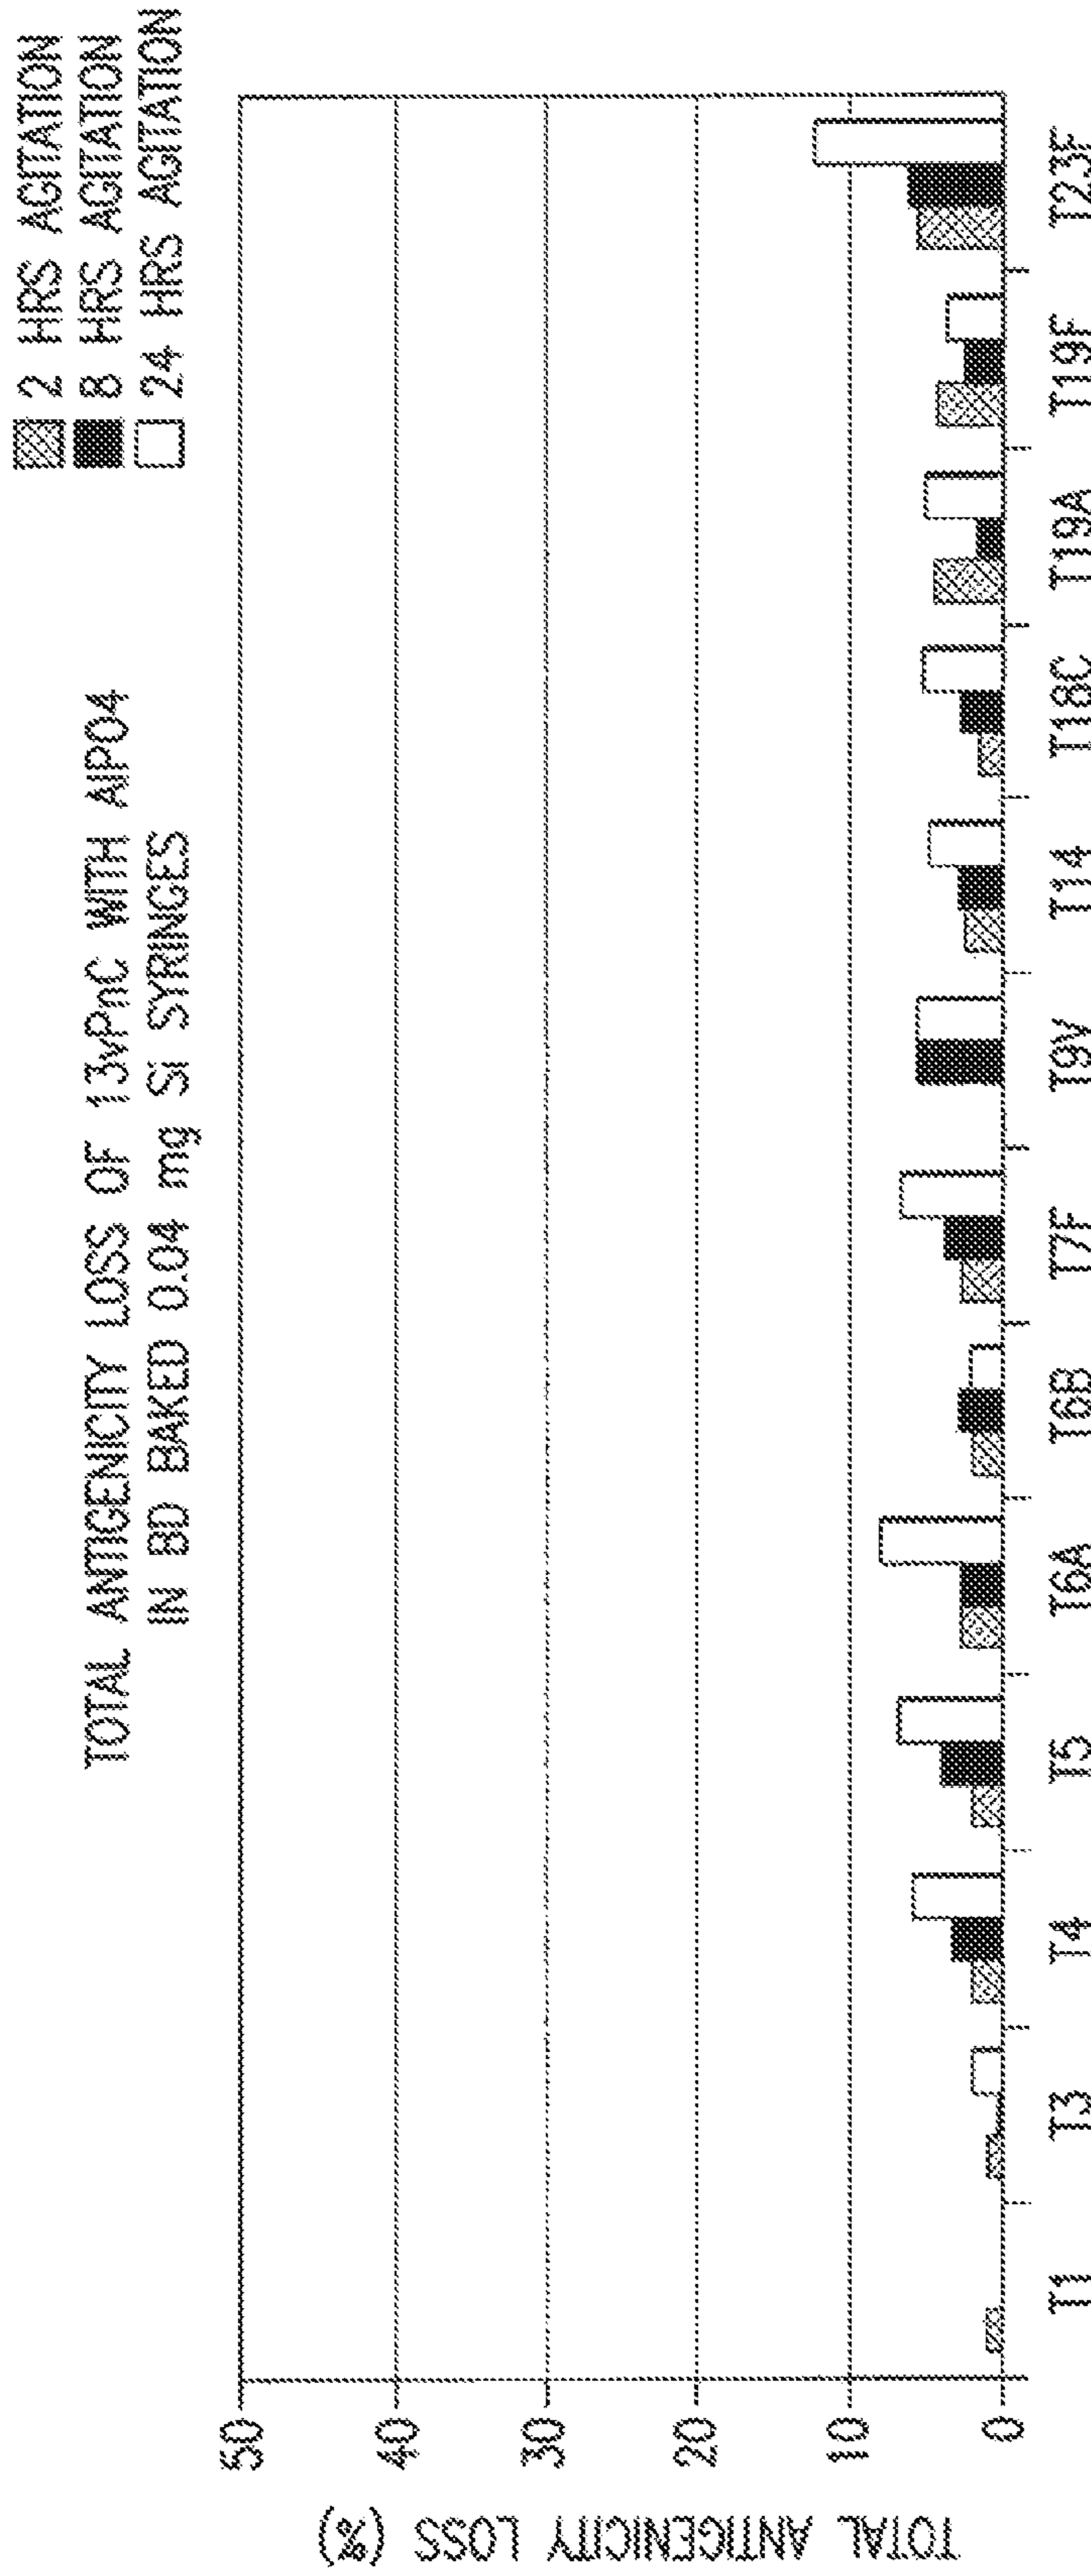 2 HRS AGITATION
8 HRS AGITATION
24 HRS AGITATION
TOTAL ANTIGENICITY LOSS OF 13vPnC WITH AlPO4
IN BD BAKED 0.04 mg Si SYRINGES
TOTAL ANTIGENICITY LOSS (%)
50
40
30
20
10
0
T1 T3 T4 T5 T6A T6B T7F T9V T14 T18C T19A T19F T23F